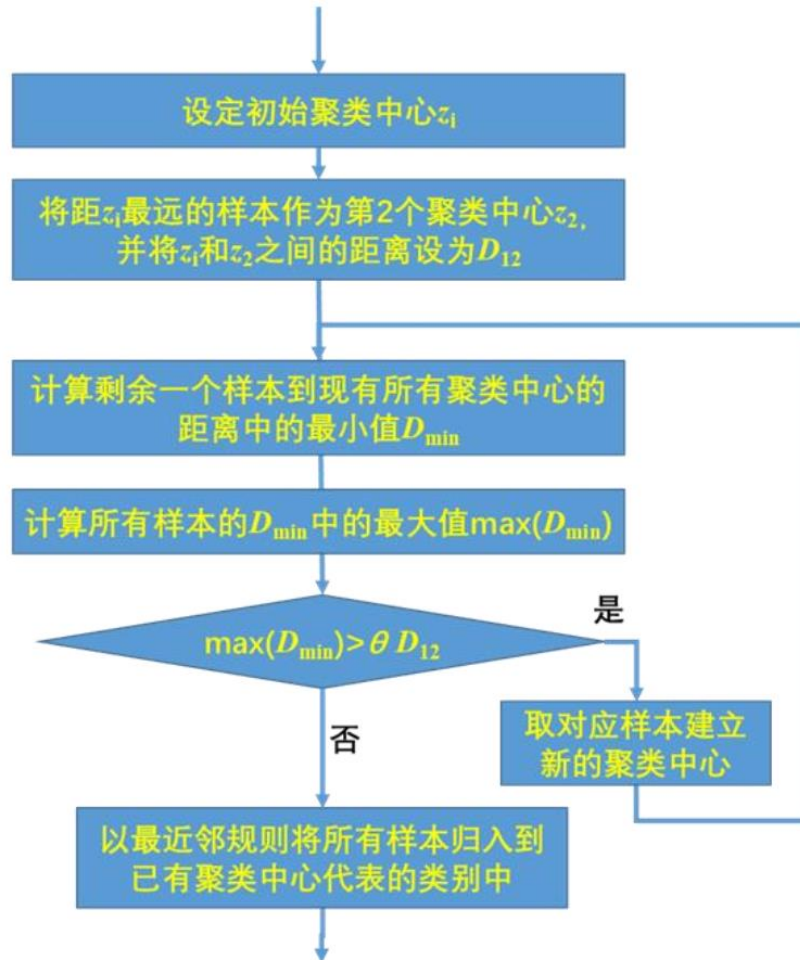 设定初始聚类中心zi
将距zi最远的样本作为第2个聚类中心z2,
并将zi和z2之间的距离设为D12
计算剩余一个样本到现有所有聚类中心的
距离中的最小值Dmin
计算所有样本的Dmin中的最大值max(Dmin)
max(Dmin)>θD12
是
取对应样本建立
新的聚类中心
否
以最近邻规则将所有样本归入到
已有聚类中心代表的类别中